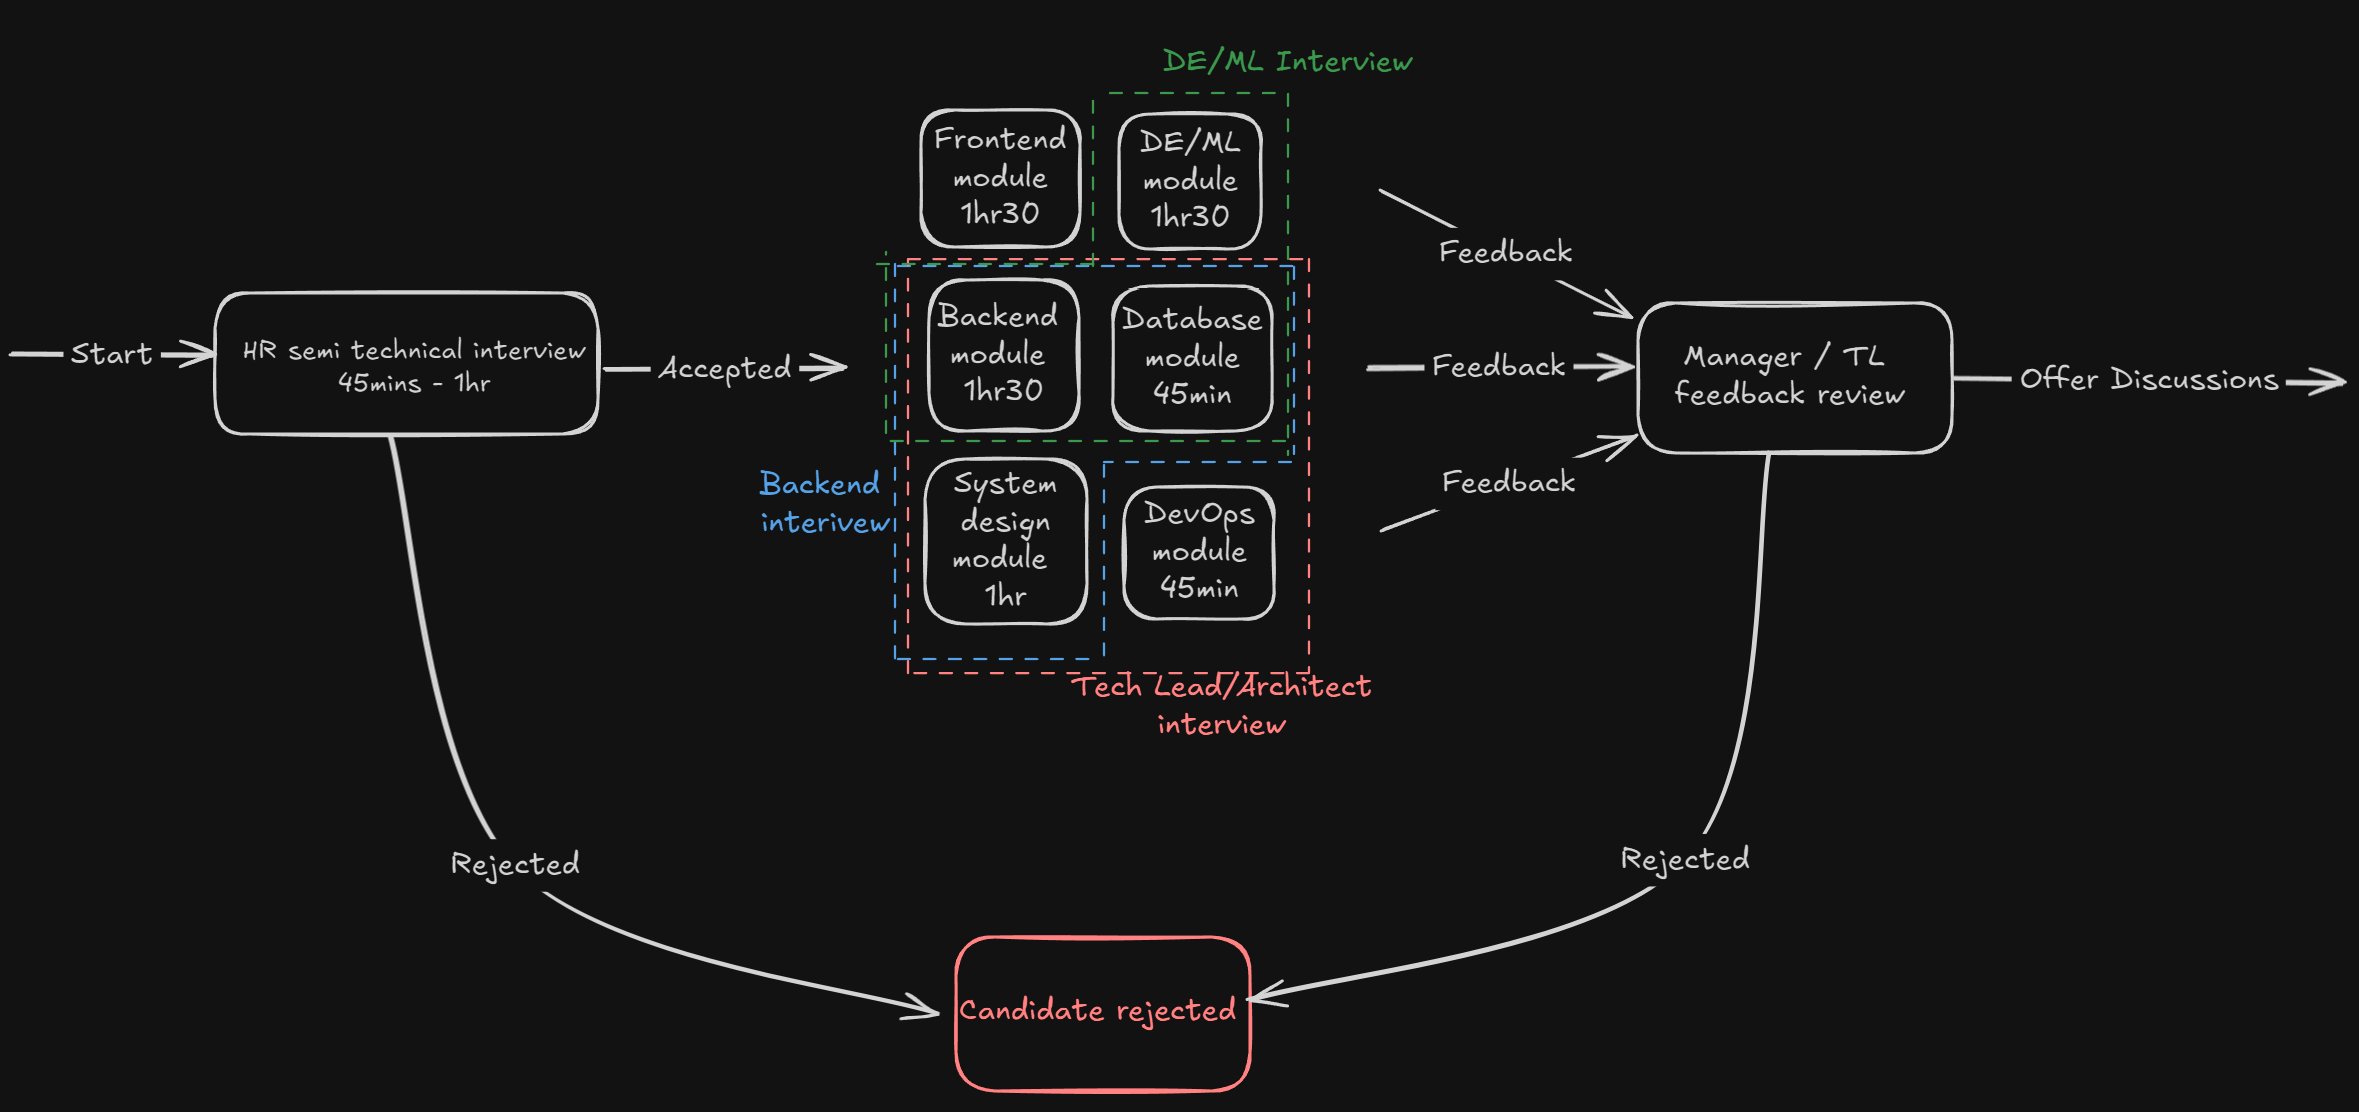 DE/ML Interview
Frontend
module
1hr30
DE/ML
module
1hr30
Start
HR semi technical interview
45mins - 1hr
Accepted
Backend
module
1hr30
Database
module
45min
Backend
interivew
System
design
module
1hr
DevOps
module
45min
Tech Lead/Architect
interview
Feedback
Feedback
Feedback
Manager / TL
feedback review
Offer Discussions
Rejected
Rejected
Candidate rejected